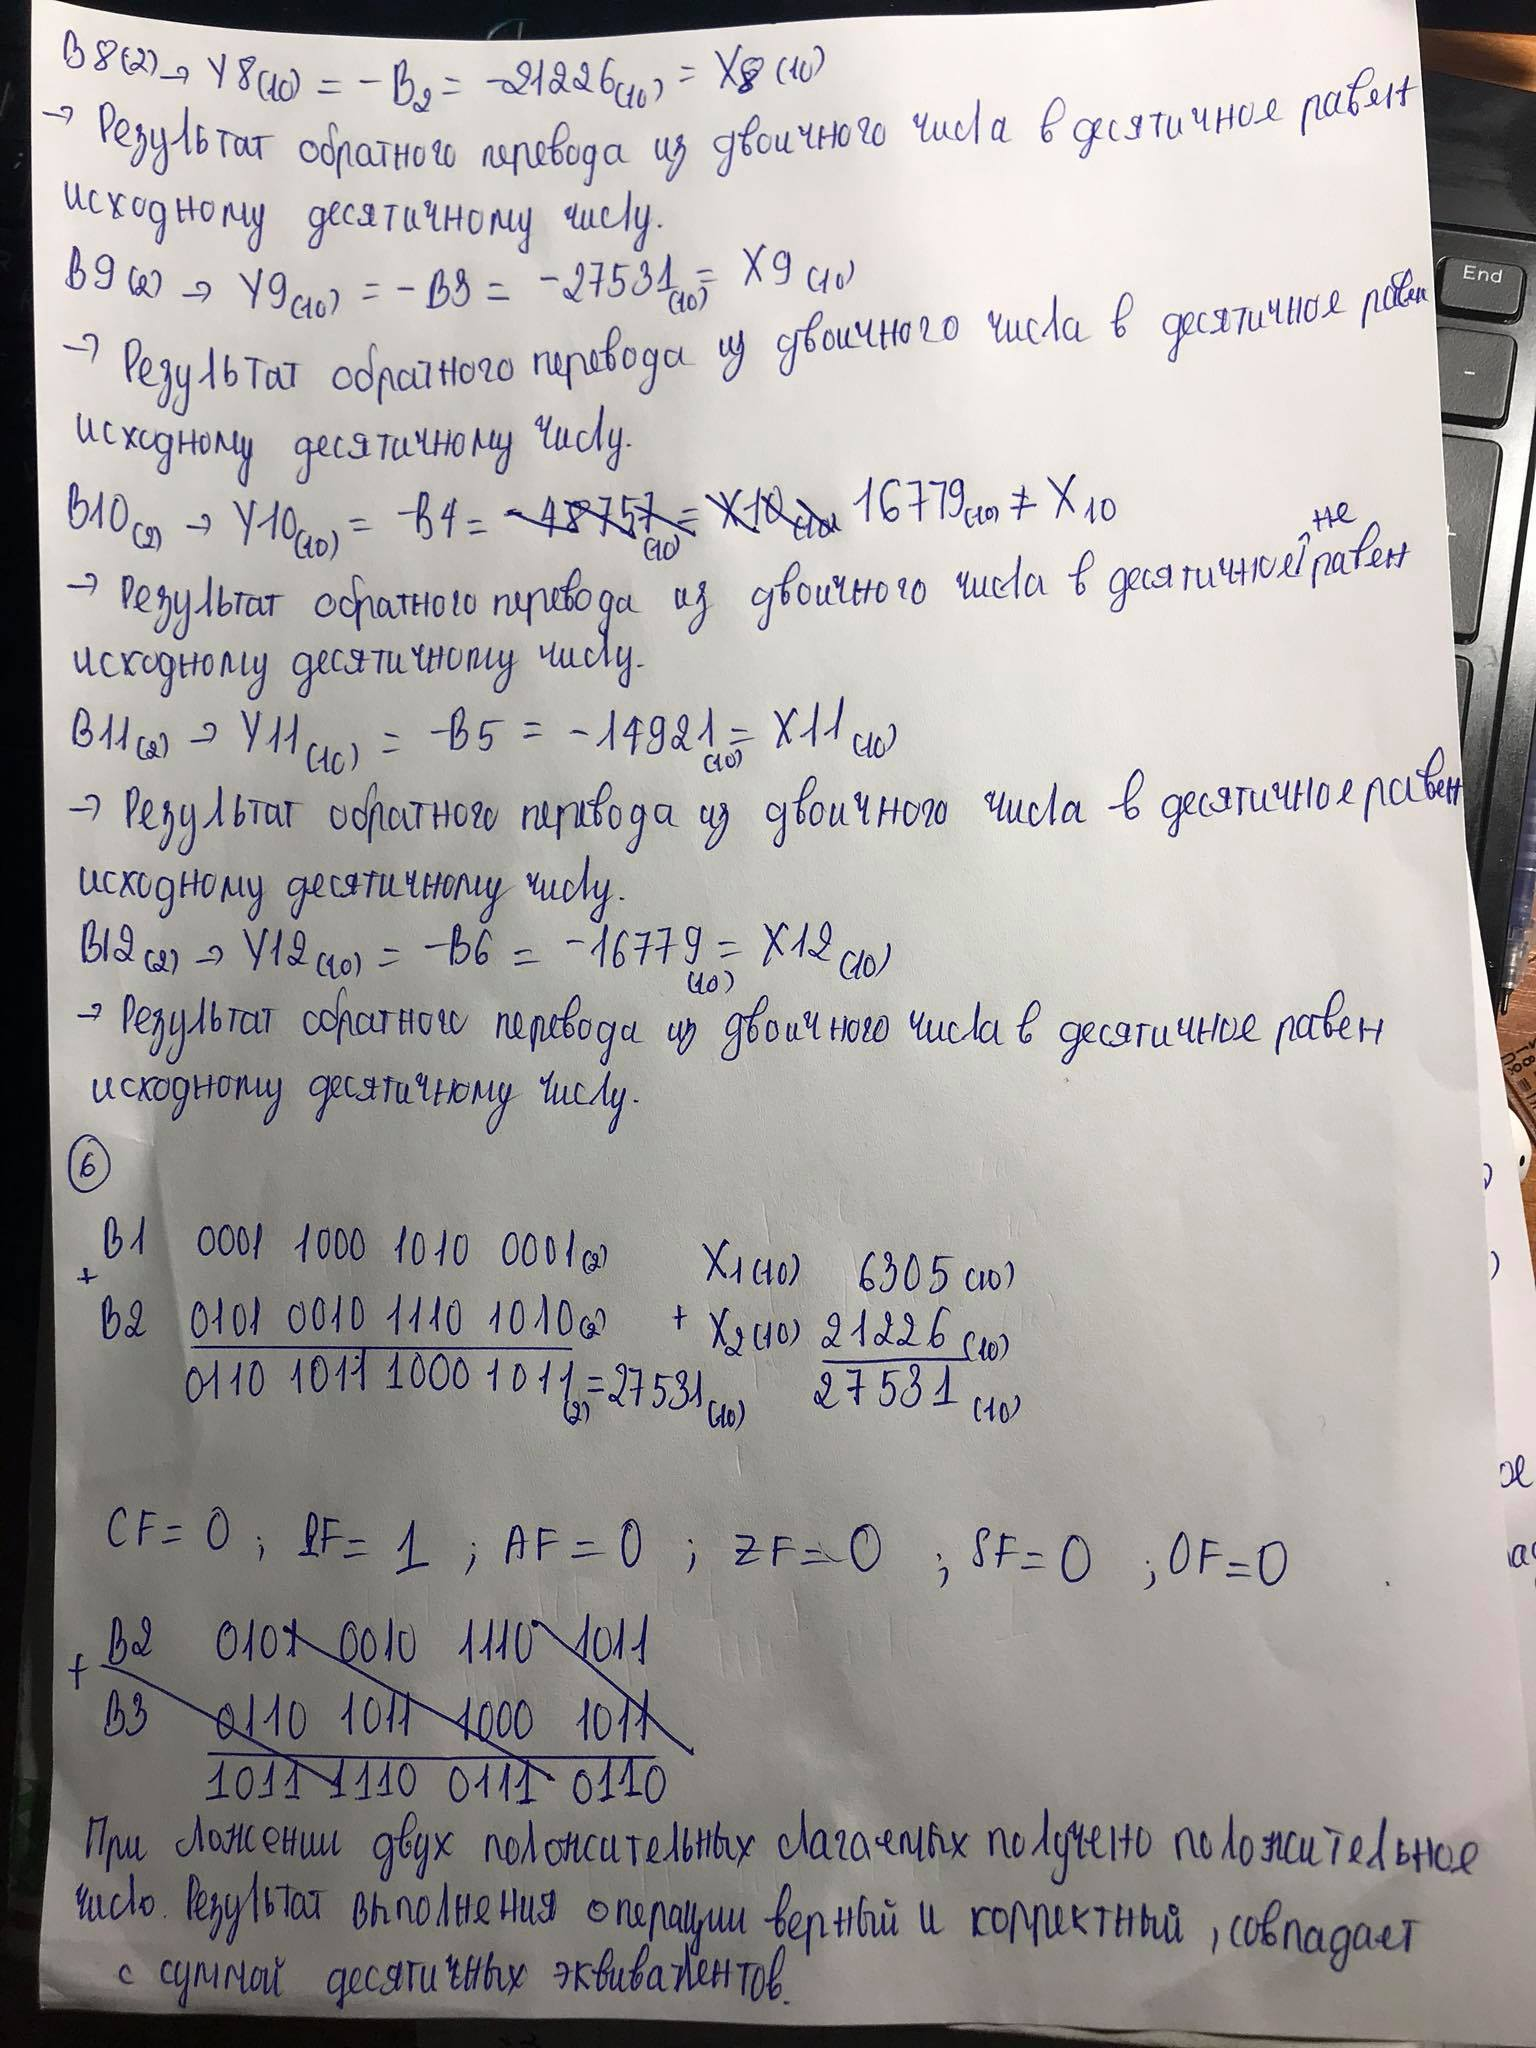 B8(2) → Y8(10) = -B2 = -21226(10) = X8(10)
→ Результат обратного перевода из двоичного числа в десятичное равен
исходному десятичному числу.
B9(2) → Y9(10) = -B3 = -27531(10) = X9(10)
→ Результат обратного перевода из двоичного числа в десятичное равен
исходному десятичному числу.
B10(2) → Y10(10) = -B4 = -48757(10) = X10(10) 16779(10) ≠ X10
не
→ Результат обратного перевода из двоичного числа в десятичное равен
исходному десятичному числу.
B11(2) → Y11(10) = -B5 = -14921(10) = X11(10)
→ Результат обратного перевода из двоичного числа в десятичное равен
исходному десятичному числу.
B12(2) → Y12(10) = -B6 = -16779(10) = X12(10)
→ Результат обратного перевода из двоичного числа в десятичное равен
исходному десятичному числу.
6
B1 0001 1000 1010 0001(2) X1(10) 6305(10)
+ +
B2 0101 0010 1110 1010(2) X2(10) 21226(10)
0110 1011 1000 1011(2) = 27531(10) 27531(10)
CF = 0 ; PF = 1 ; AF = 0 ; ZF = 0 ; SF = 0 ; OF = 0
+ B2 0101 0010 1110 1011
B3 0110 1011 1000 1011
1011 1110 0111 0110
При сложении двух положительных слагаемых получено положительное
число. Результат выполнения операции верный и корректный, совпадает
с суммой десятичных эквивалентов.
End